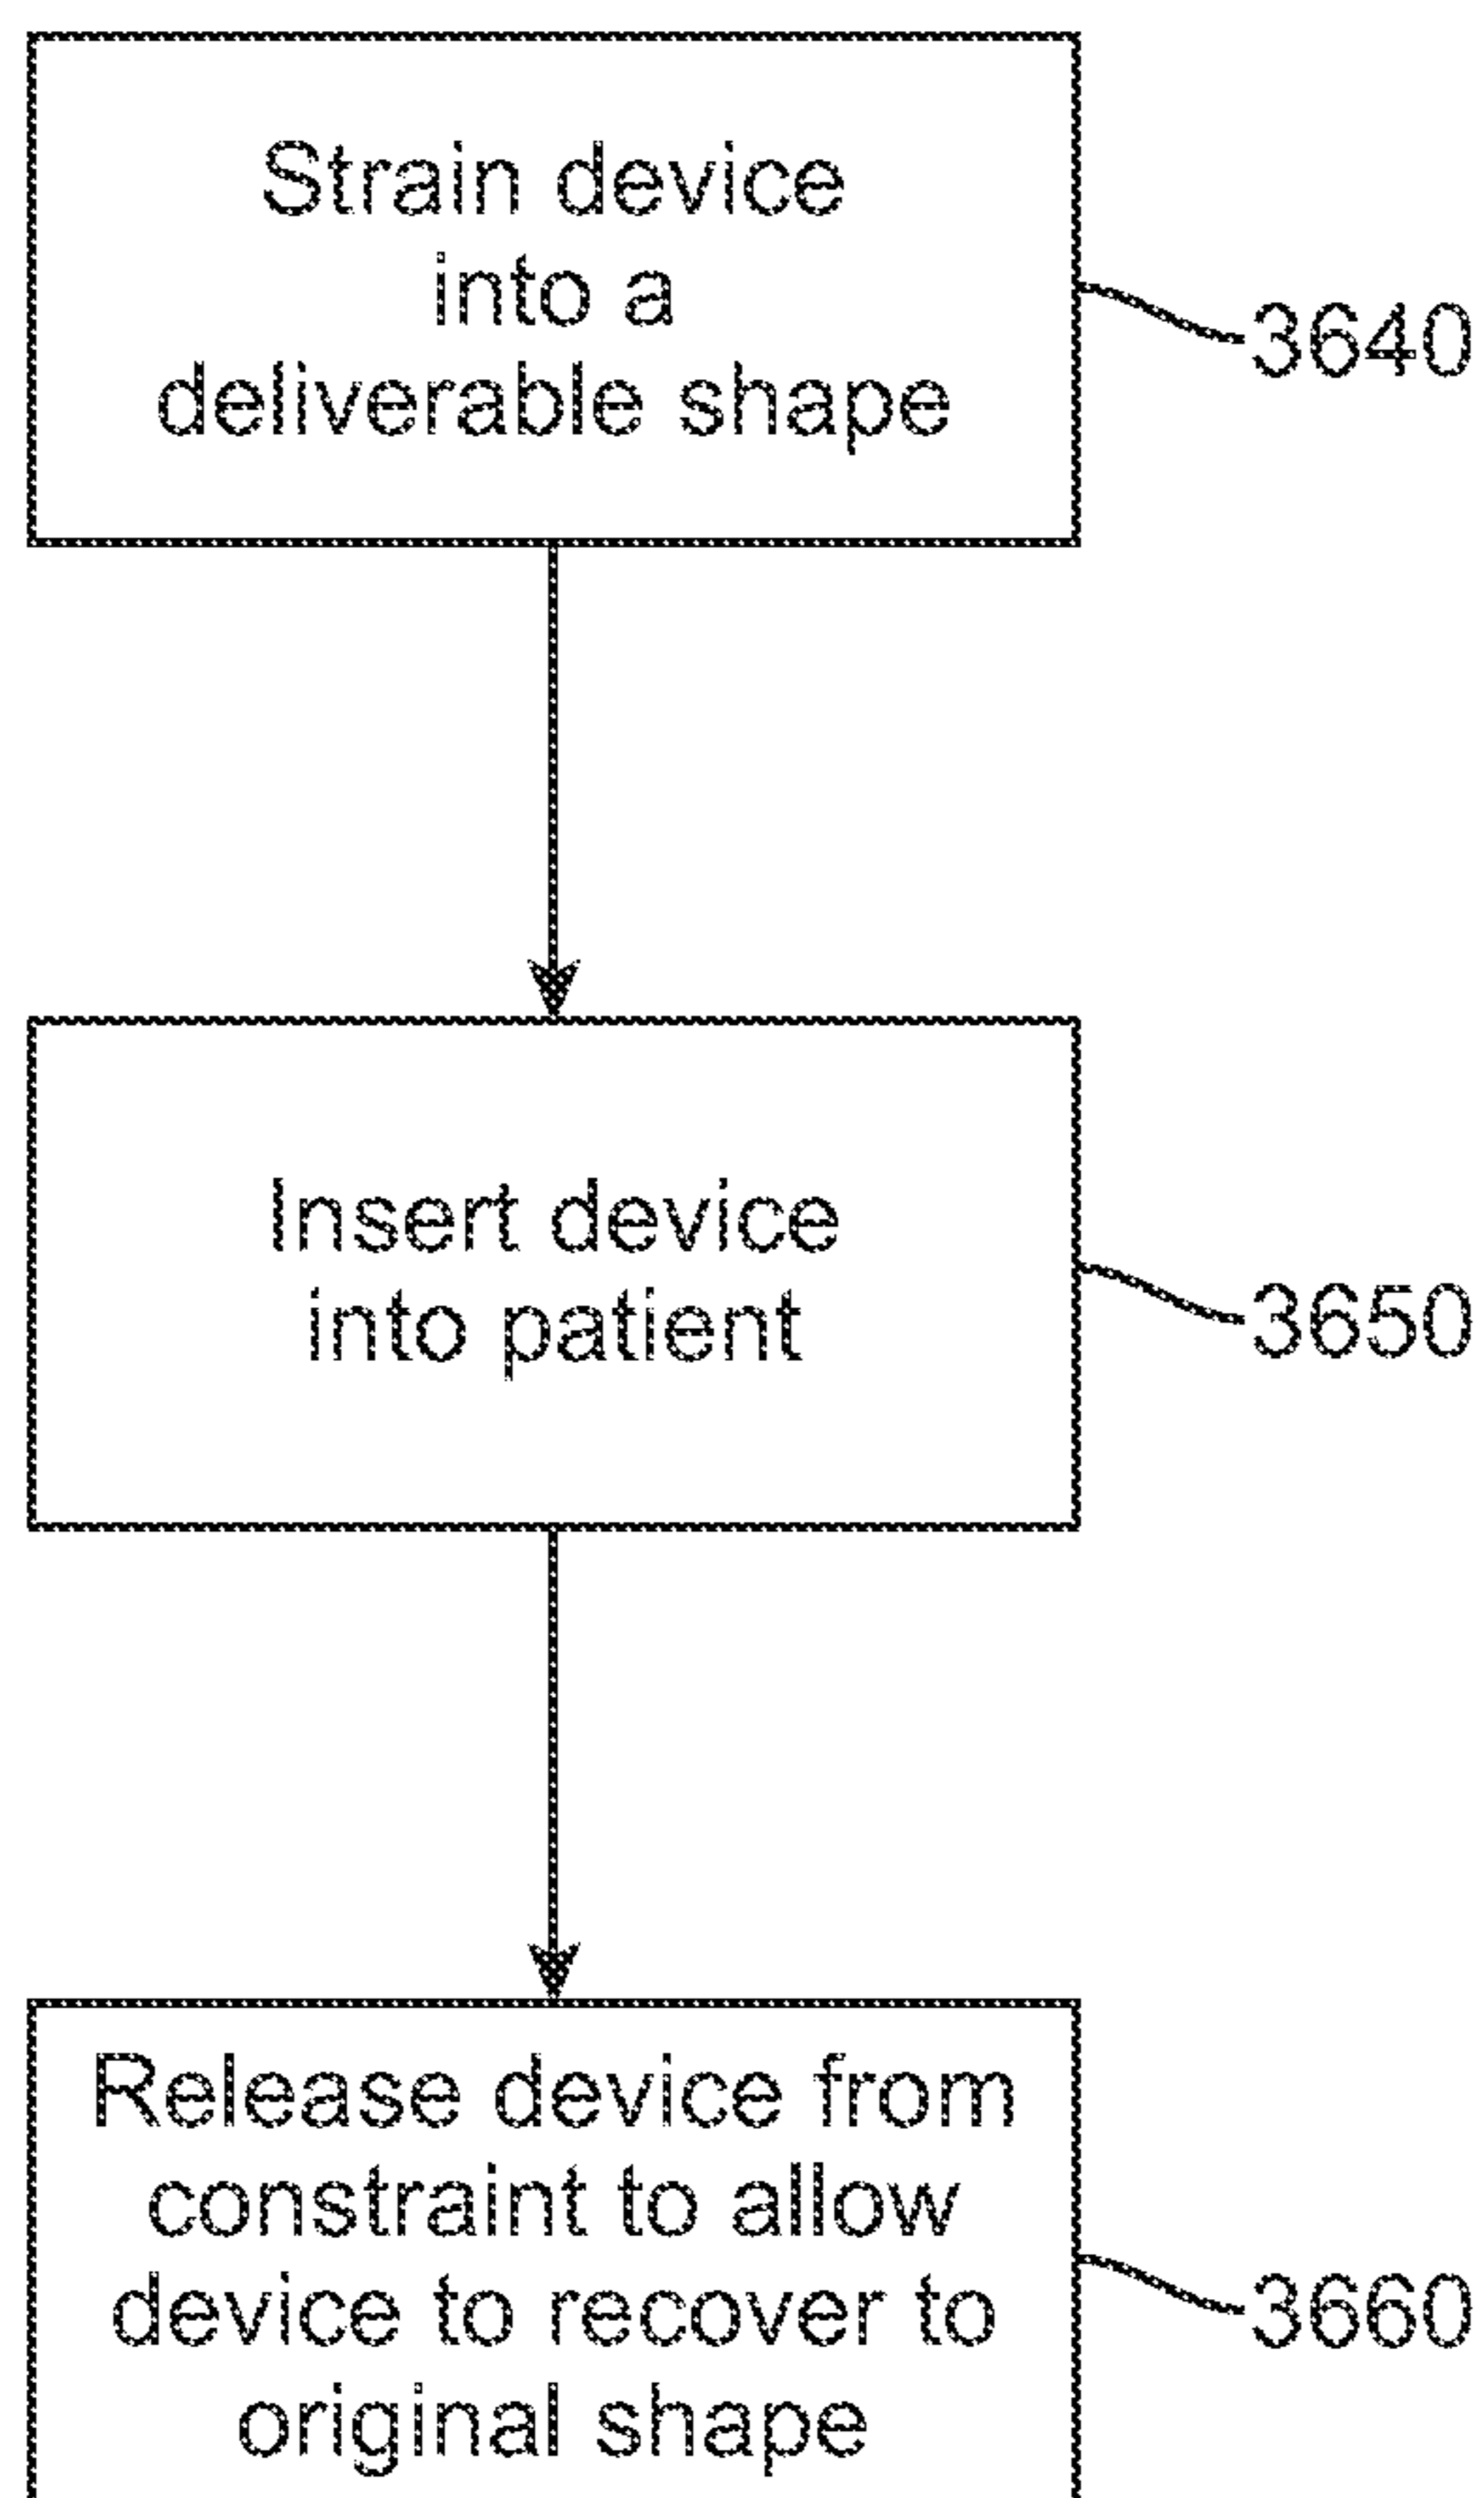 Strain device
into a
deliverable shape
3640
Insert device
into patient
3650
Release device from
constraint to allow
device to recover to
original shape
3660